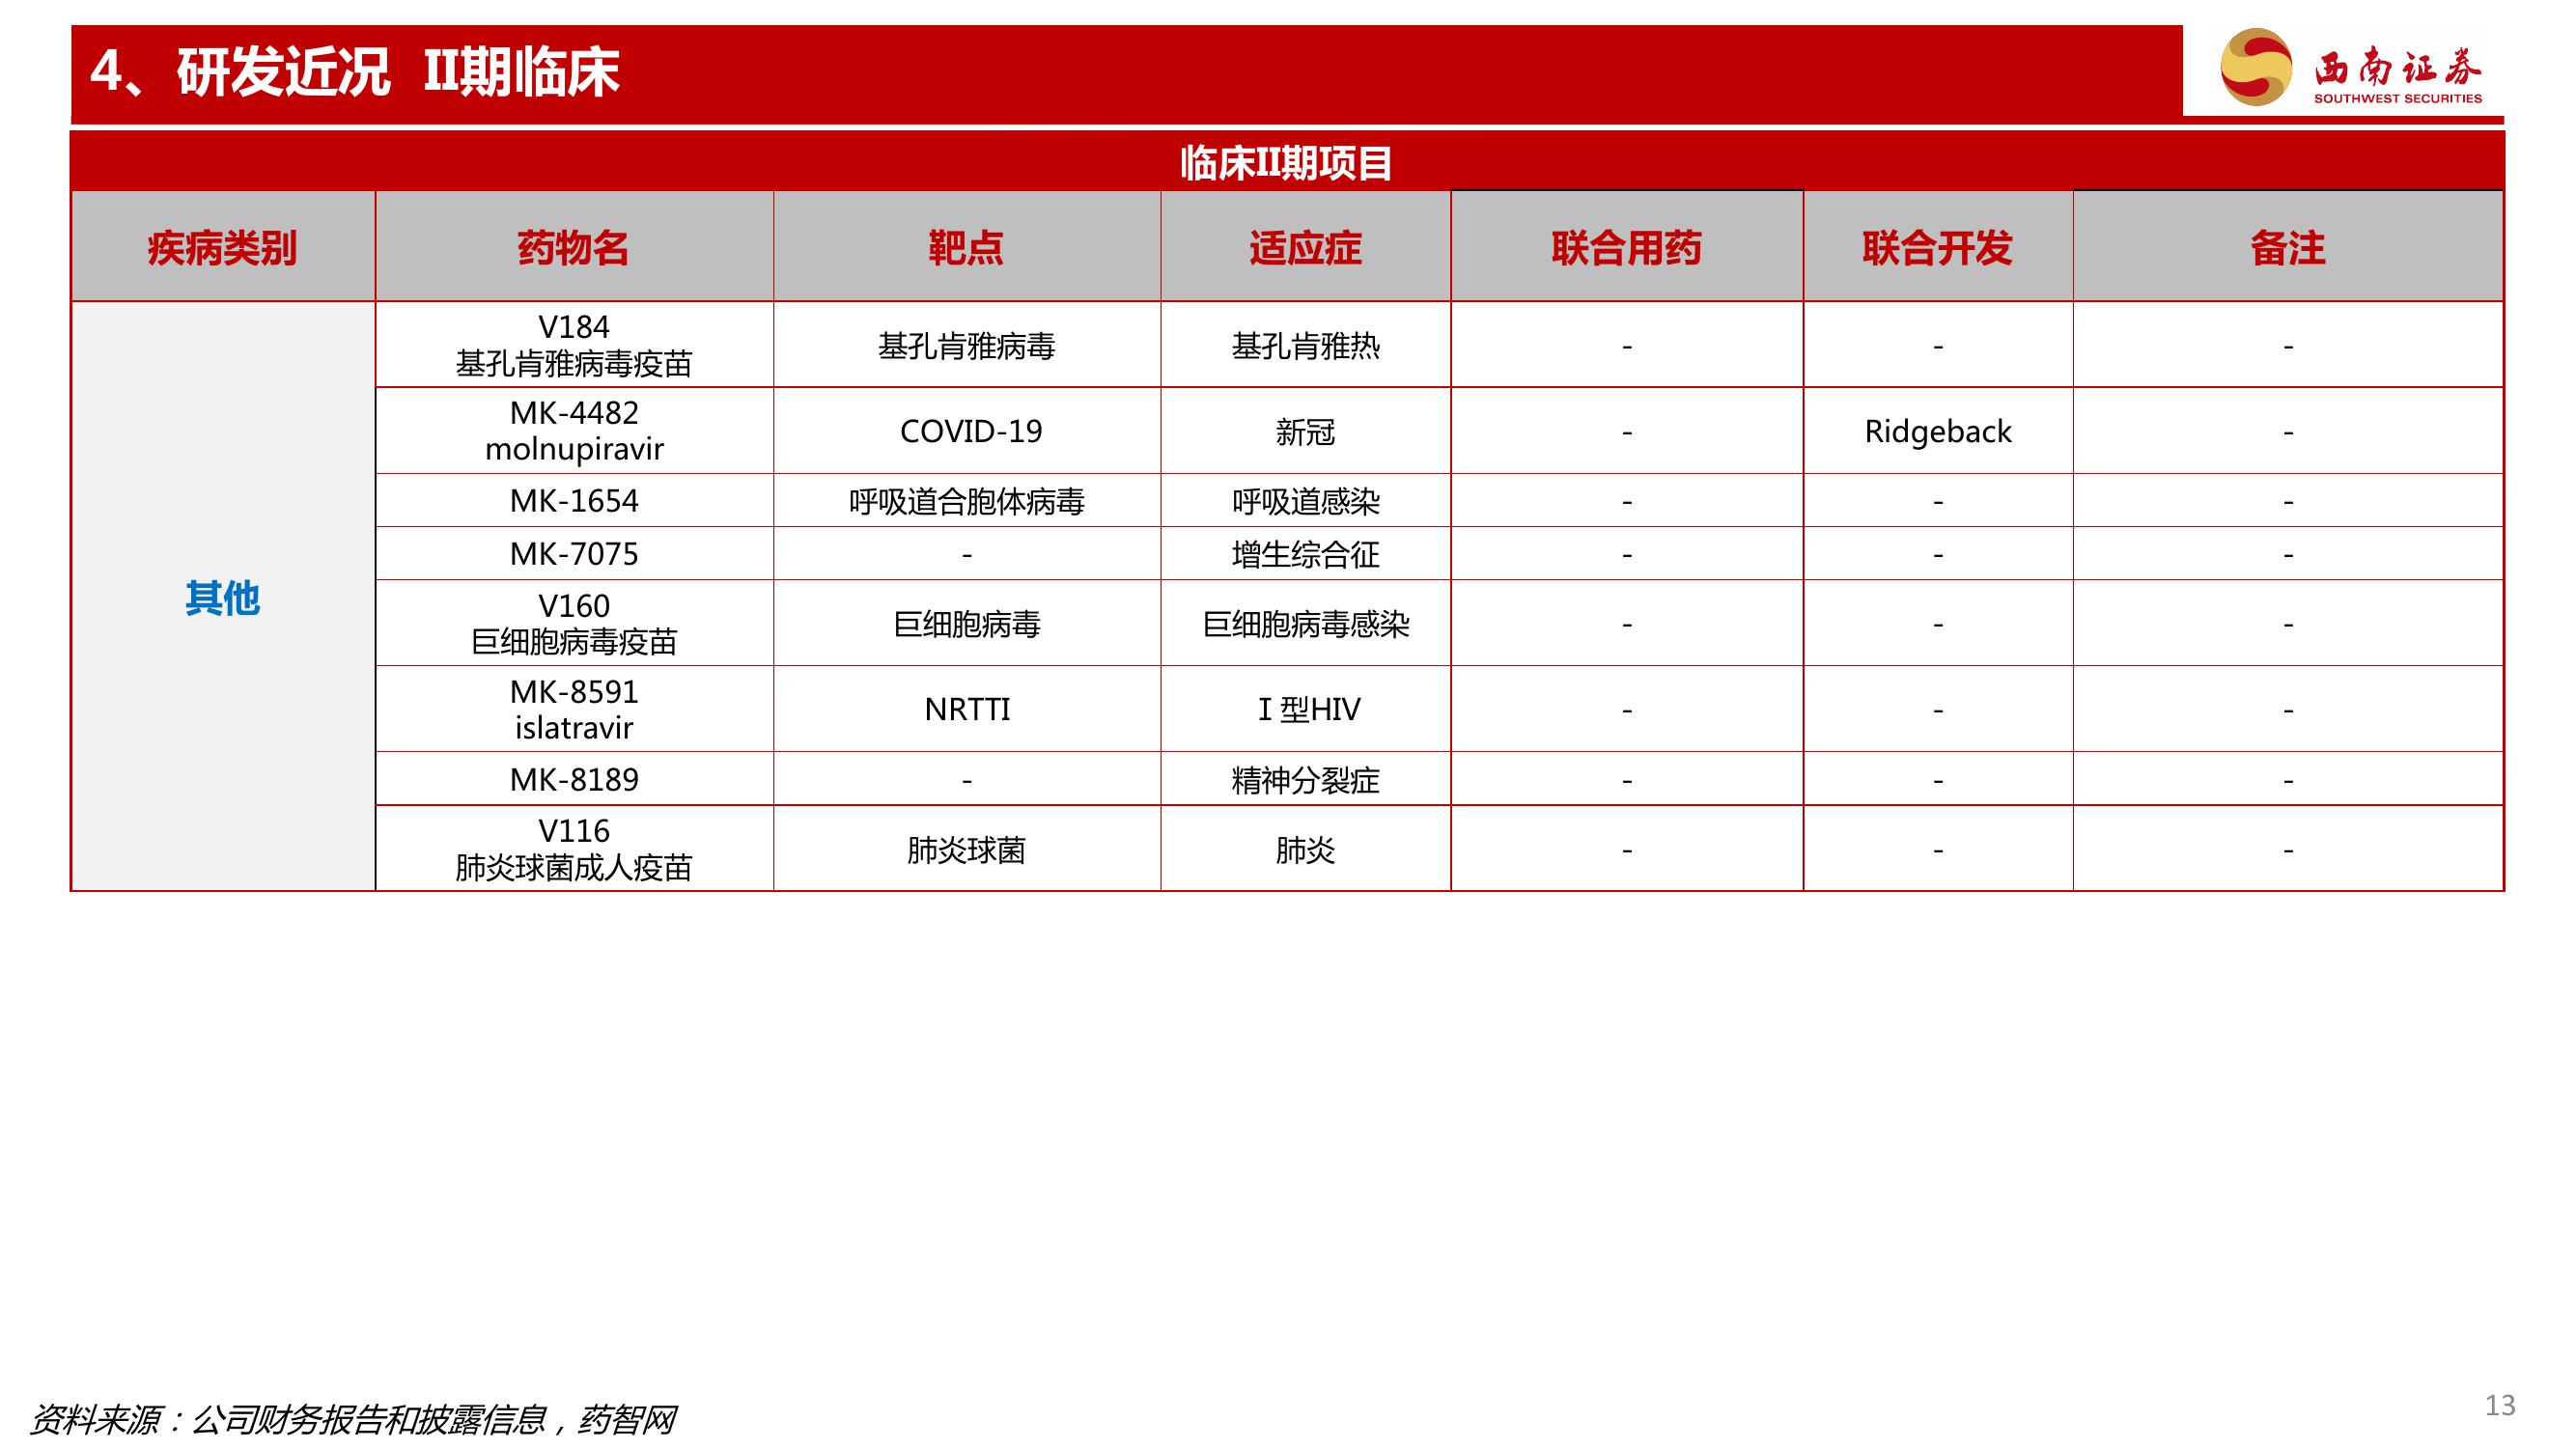 4、研发近况 II期临床
西南证券
SOUTHWEST SECURITIES
临床II期项目
疾病类别 药物名 靶点 适应症 联合用药 联合开发 备注
其他
V184
基孔肯雅病毒疫苗 基孔肯雅病毒 基孔肯雅热 - - -
MK-4482
molnupiravir COVID-19 新冠 - Ridgeback -
MK-1654 呼吸道合胞体病毒 呼吸道感染 - - -
MK-7075 - 增生综合征 - - -
V160
巨细胞病毒疫苗 巨细胞病毒 巨细胞病毒感染 - - -
MK-8591
islatravir NRTTI I 型HIV - - -
MK-8189 - 精神分裂症 - - -
V116
肺炎球菌成人疫苗 肺炎球菌 肺炎 - - -
资料来源：公司财务报告和披露信息，药智网
13